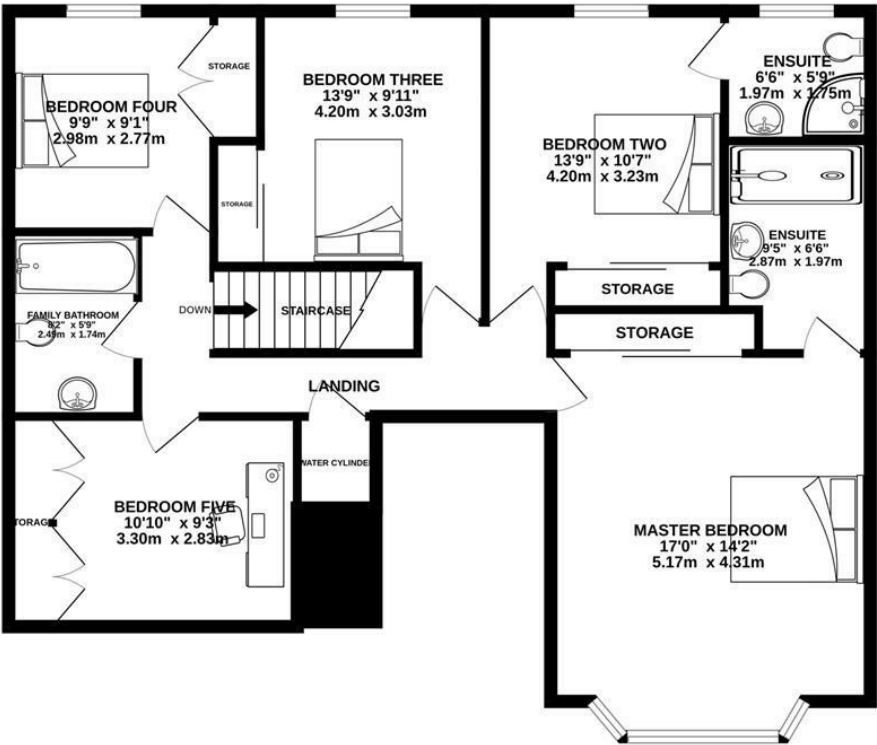 STORAGE
ENSUITE
6'6" x 5'9"
1.97m x 1.75m
BEDROOM THREE
13'9" x 9'11"
4.20m x 3.03m
BEDROOM FOUR
9'9" x 9'1"
2.98m x 2.77m
BEDROOM TWO
13'9" x 10'7"
4.20m x 3.23m
STORAGE
ENSUITE
9'5" x 6'6"
2.87m x 1.97m
STORAGE
DOWN
STAIRCASE
FAMILY BATHROOM
8'2" x 5'9"
2.49m x 1.74m
STORAGE
LANDING
WATER CYLINDER
BEDROOM FIVE
10'10" x 9'3"
3.30m x 2.83m
TORAG
MASTER BEDROOM
17'0" x 14'2"
5.17m x 4.31m